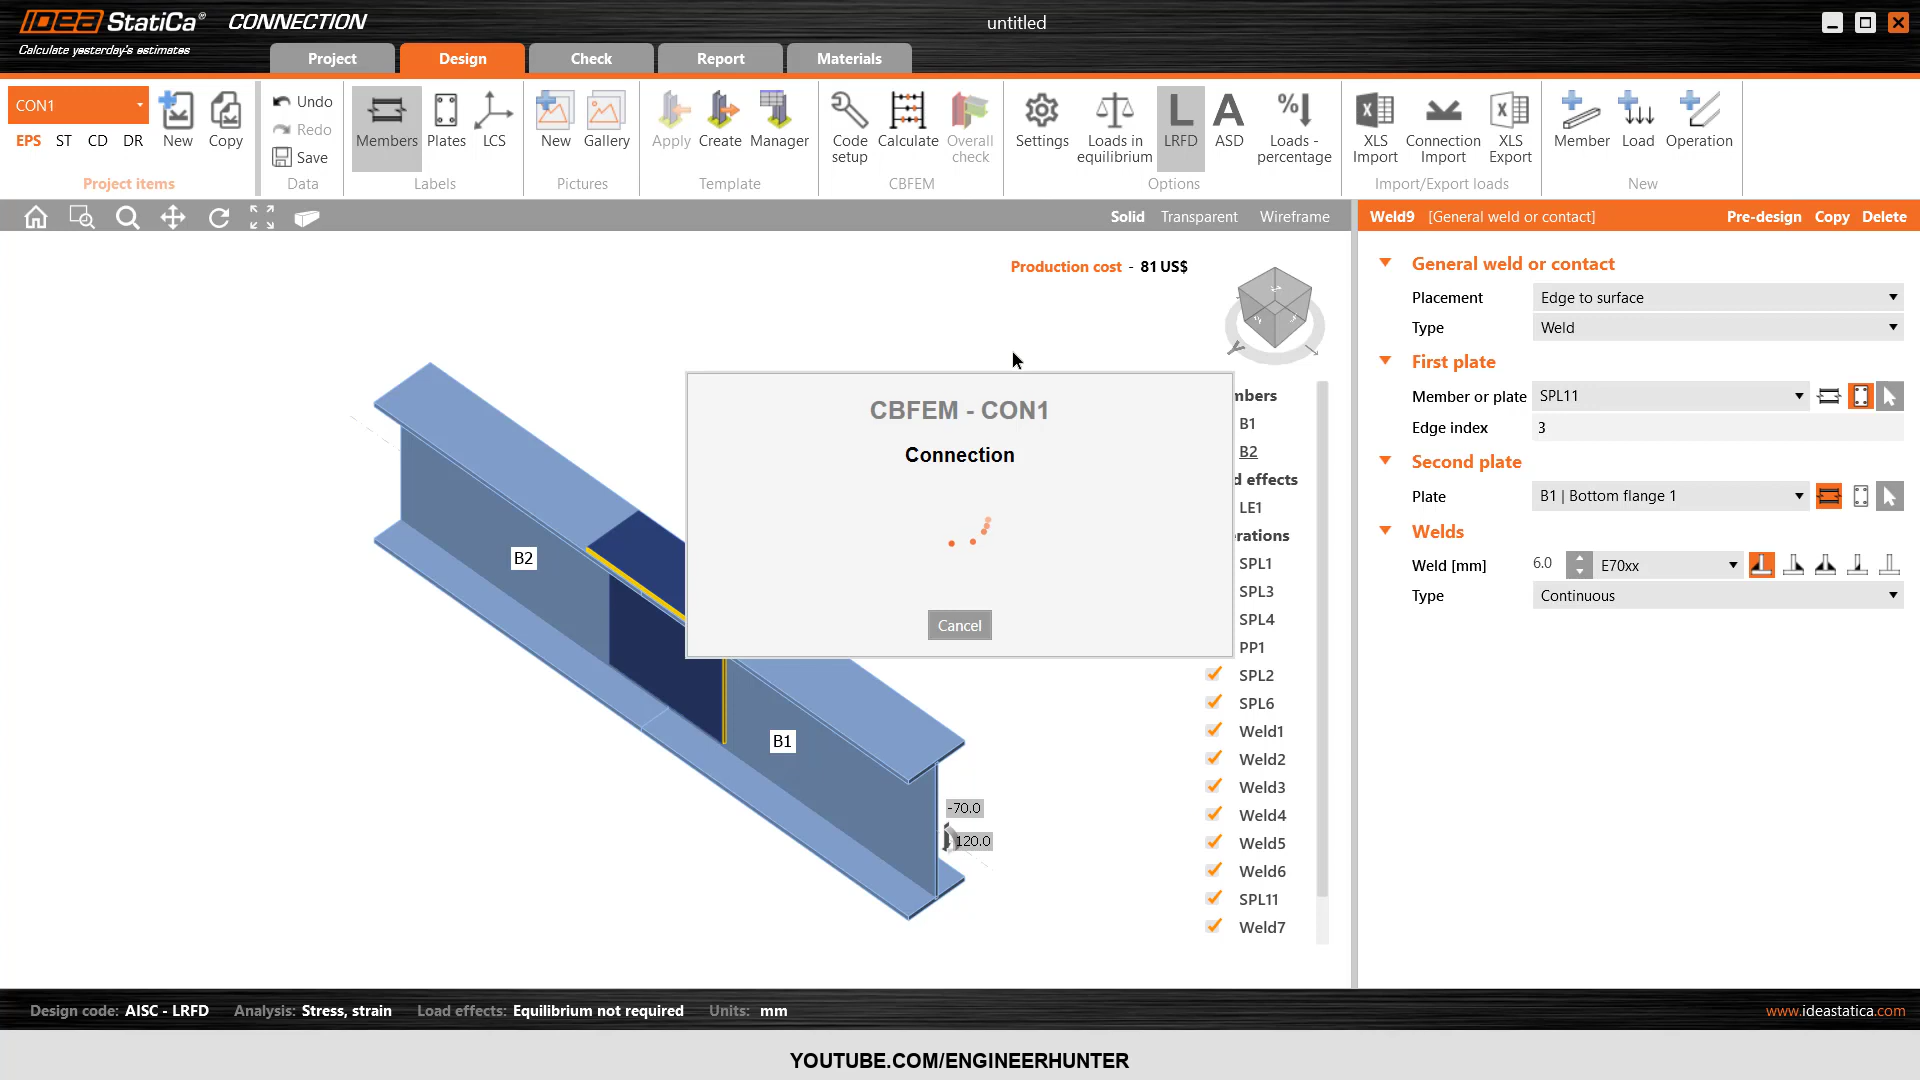 IDEA StatiCa® CONNECTION
Calculate yesterday's estimates
untitled
Project
Design
Check
Report
Materials
CON1
EPS ST CD DR
New
Copy
Project items
Undo
Redo
Save
Data
Members
Plates
LCS
Labels
New
Gallery
Pictures
Apply
Create
Manager
Template
Code setup
Calculate
Overall check
CBFEM
Settings
Loads in equilibrium
LRFD
ASD
Loads - percentage
Options
XLS Import
Connection Import
XLS Export
Import/Export loads
Member
Load
Operation
New
Solid Transparent Wireframe
Production cost - 81 US$
B2
B1
-70.0
120.0
CBFEM - CON1
Connection
Cancel
mbers
B1
B2
d effects
LE1
rations
SPL1
SPL3
SPL4
PP1
SPL2
SPL6
Weld1
Weld2
Weld3
Weld4
Weld5
Weld6
SPL11
Weld7
Weld9 [General weld or contact] Pre-design Copy Delete
General weld or contact
Placement Edge to surface
Type Weld
First plate
Member or plate SPL11
Edge index 3
Second plate
Plate B1 | Bottom flange 1
Welds
Weld [mm] 6.0 E70xx
Type Continuous
Design code: AISC - LRFD Analysis: Stress, strain Load effects: Equilibrium not required Units: mm
www.ideastatica.com
YOUTUBE.COM/ENGINEERHUNTER